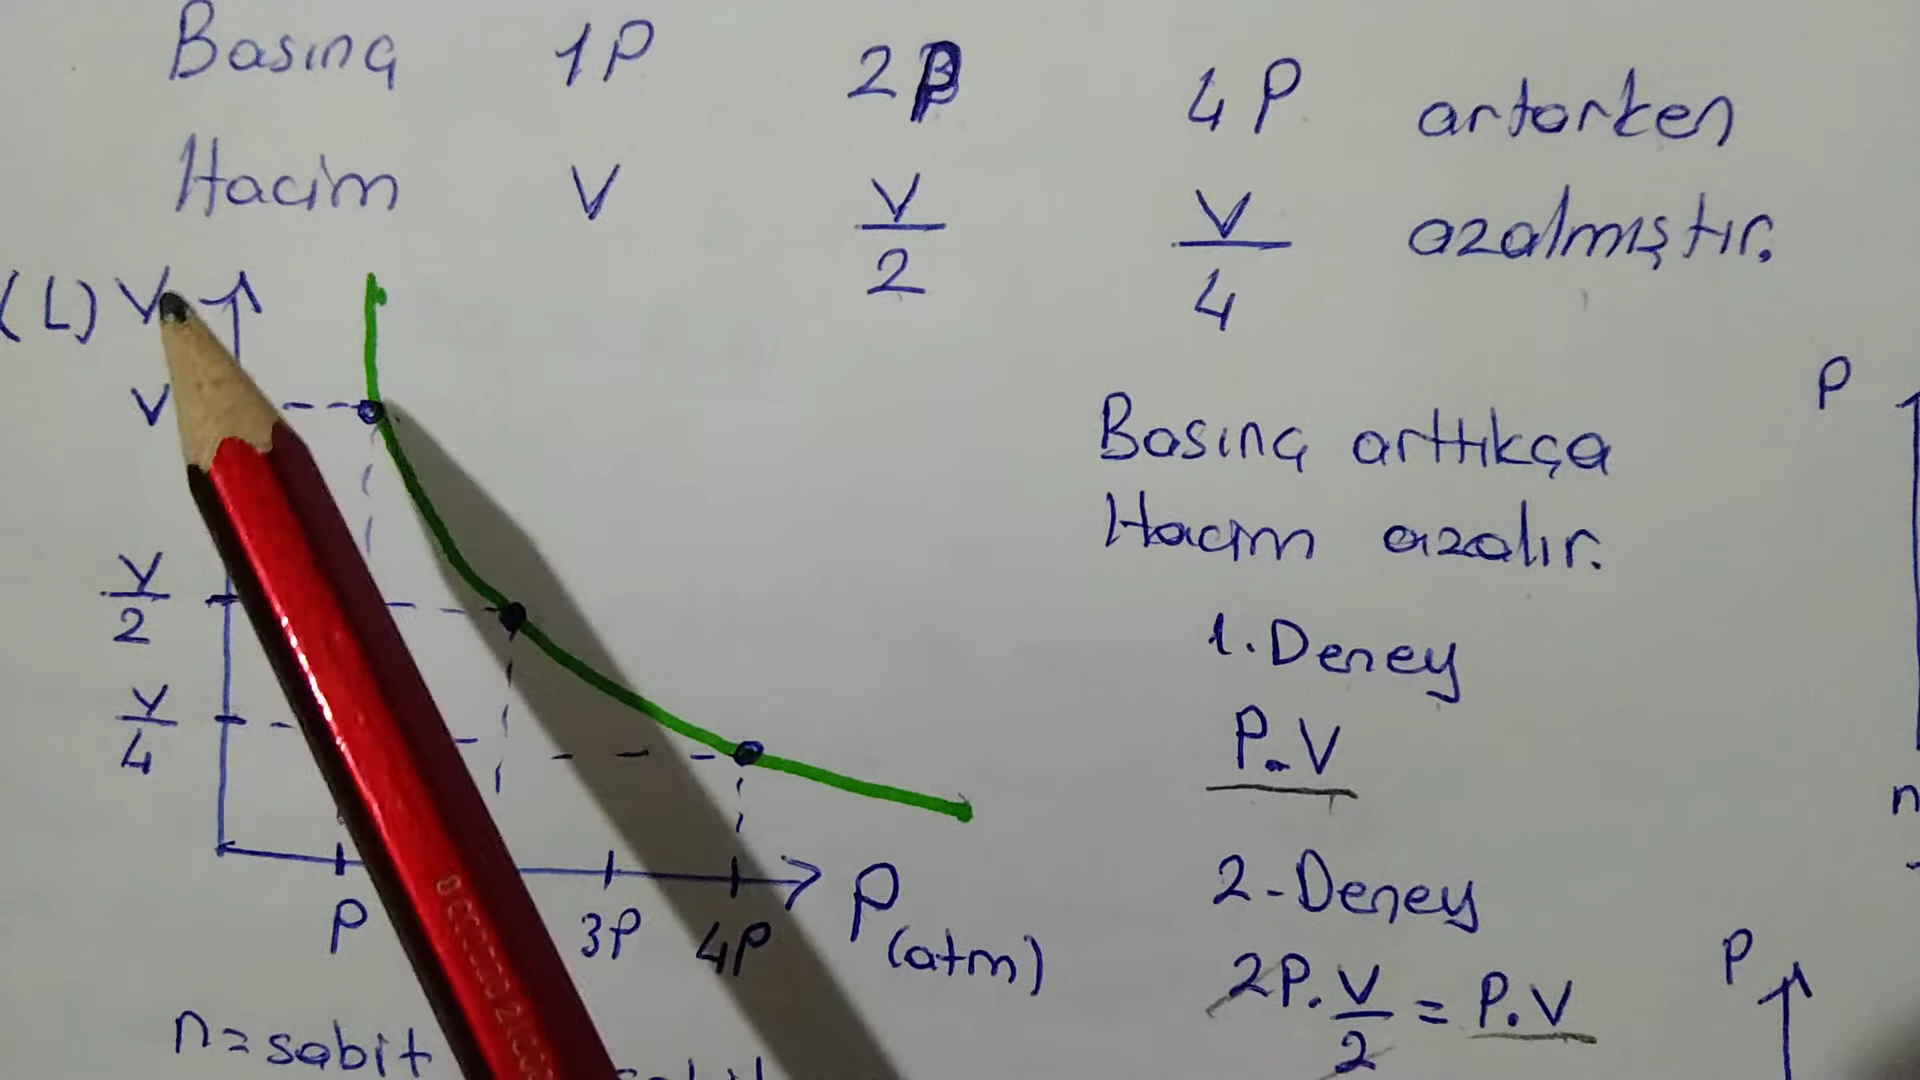 Basınç 1P 2P 4P artarken
Hacim V V/2 V/4 azalmıştır.
(L) V
V
V/2
V/4
P 3P 4P P (atm)
n=sabit
Basınç arttıkça
Hacim azalır.
1. Deney
P.V
2-Deney
2P.V/2 = P.V
P
n
P